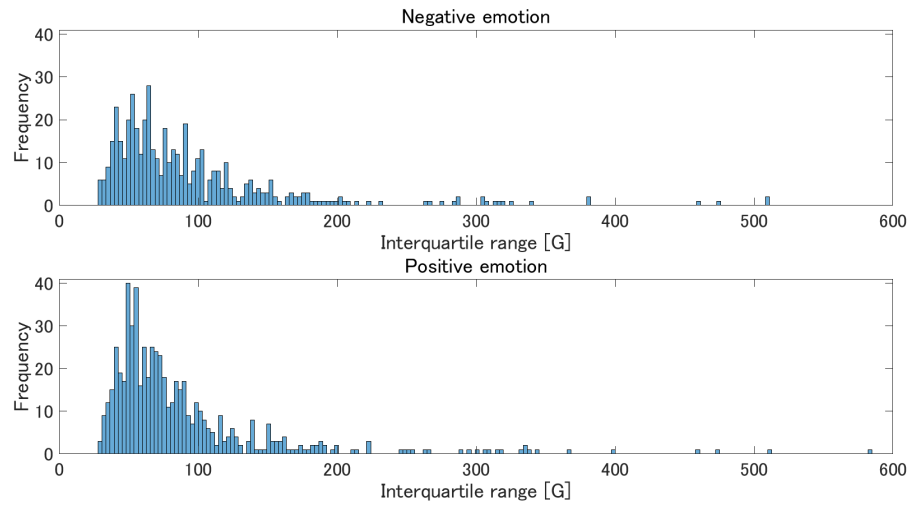 Negative emotion
40
30
20
10
0
Frequency
0 100 200 300 400 500 600
Interquartile range [G]
Positive emotion
40
30
20
10
0
Frequency
0 100 200 300 400 500 600
Interquartile range [G]